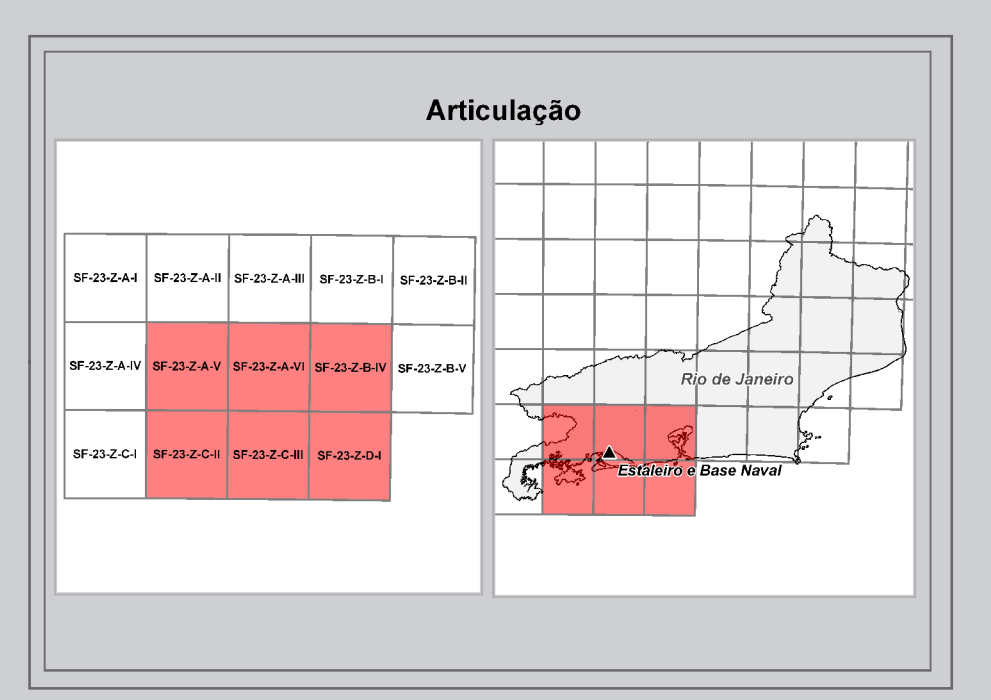 Articulação
SF-23-Z-A-I
SF-23-Z-A-II
SF-23-Z-A-III
SF-23-Z-B-I
SF-23-Z-B-II
SF-23-Z-A-IV
SF-23-Z-A-V
SF-23-Z-A-VI
SF-23-Z-B-IV
SF-23-Z-B-V
SF-23-Z-C-I
SF-23-Z-C-II
SF-23-Z-C-III
SF-23-Z-D-I
Rio de Janeiro
Estaleiro e Base Naval